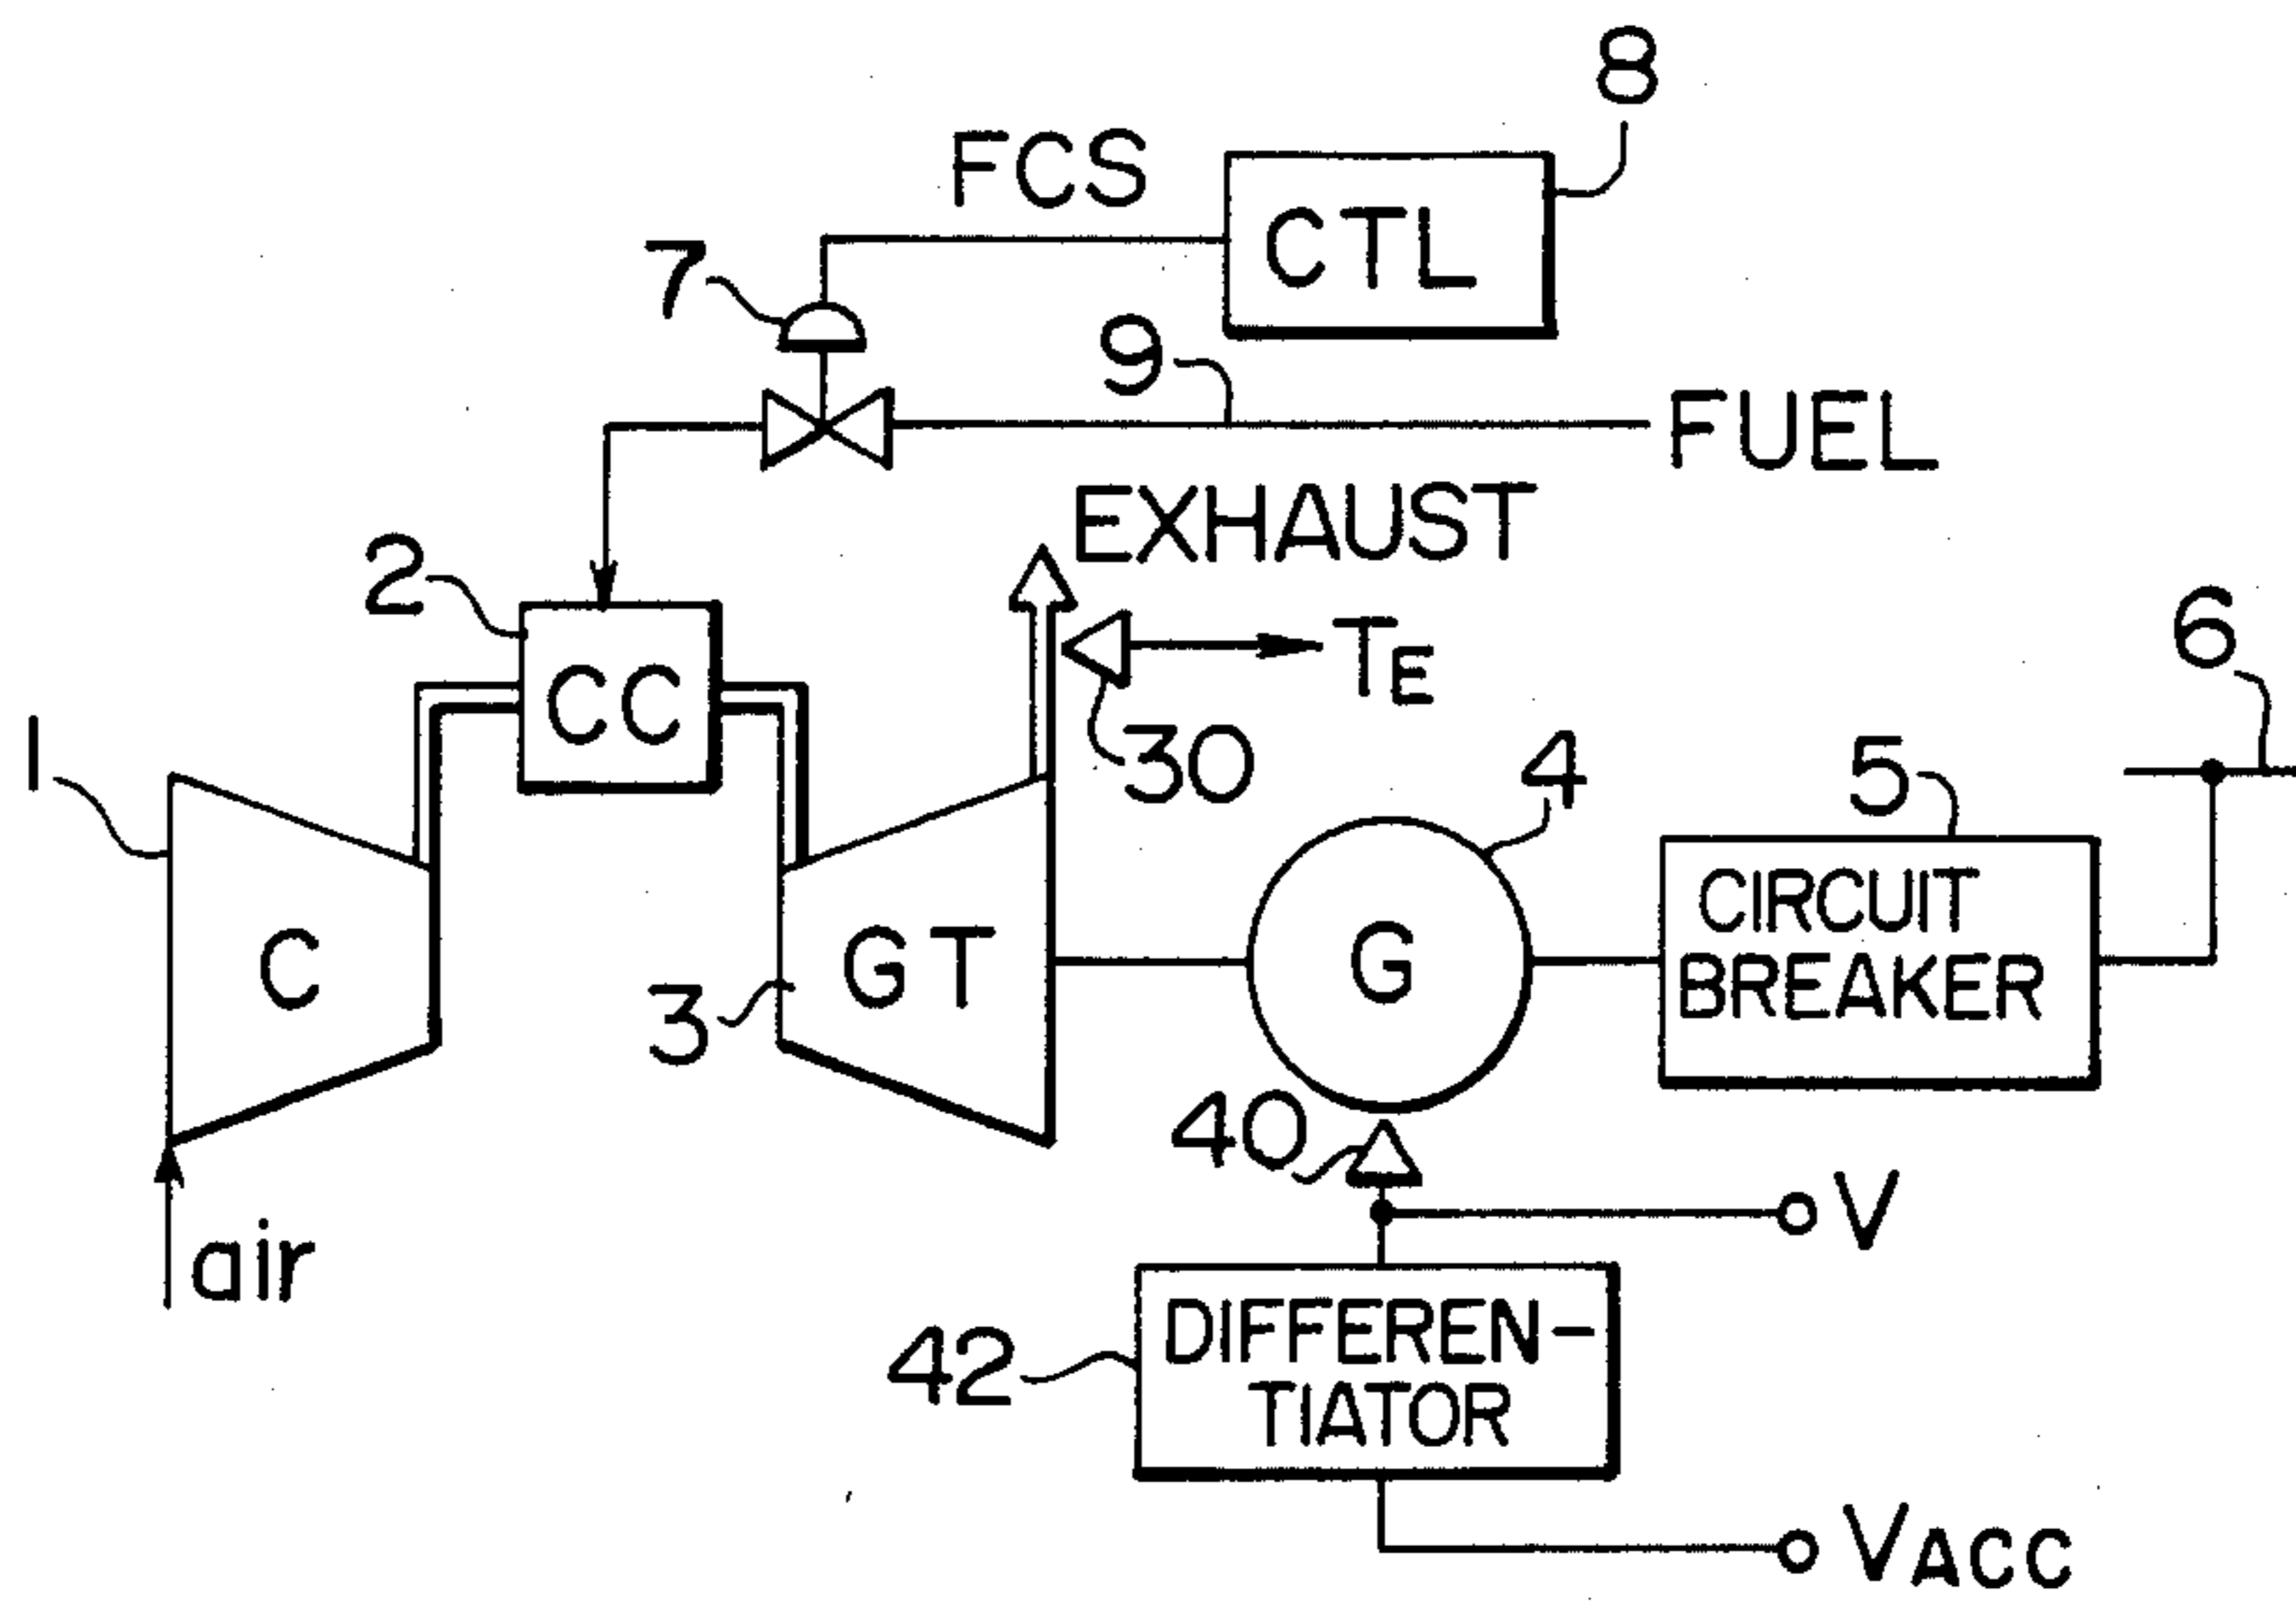 8
FCS
CTL
7
9
FUEL
EXHAUST
2
CC
TE
30
6
1
4
5
CIRCUIT
BREAKER
C
GT
G
3
40
V
air
DIFFEREN-
TIATOR
42
VACC